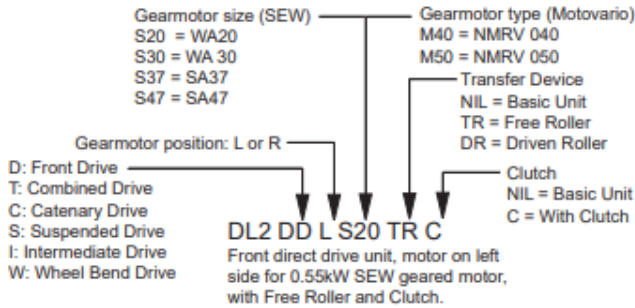 Gearmotor size (SEW)
S20 = WA20
S30 = WA 30
S37 = SA37
S47 = SA47
Gearmotor type (Motovario)
M40 = NMRV 040
M50 = NMRV 050
Transfer Device
NIL = Basic Unit
TR = Free Roller
DR = Driven Roller
Gearmotor position: L or R
Clutch
NIL = Basic Unit
C = With Clutch
D: Front Drive
T: Combined Drive
C: Catenary Drive
S: Suspended Drive
I: Intermediate Drive
W: Wheel Bend Drive
DL2 DD L S20 TR C
Front direct drive unit, motor on left
side for 0.55kW SEW geared motor,
with Free Roller and Clutch.